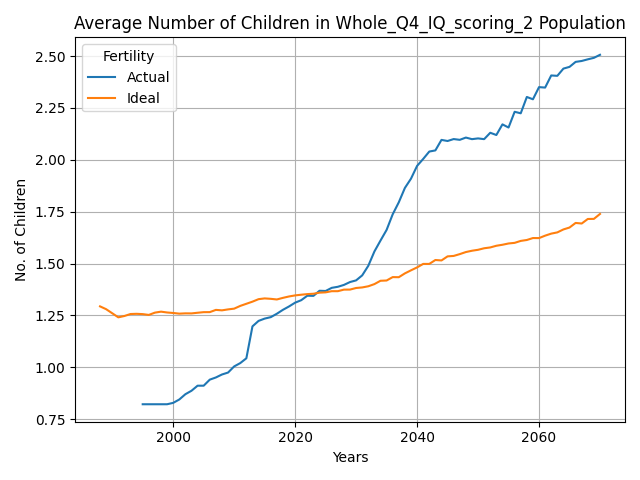 Average Number of Children in Whole_Q4_IQ_scoring_2 Population
Fertility
Actual
Ideal
No. of Children
2.50
2.25
2.00
1.75
1.50
1.25
1.00
0.75
2000
2020
2040
2060
Years